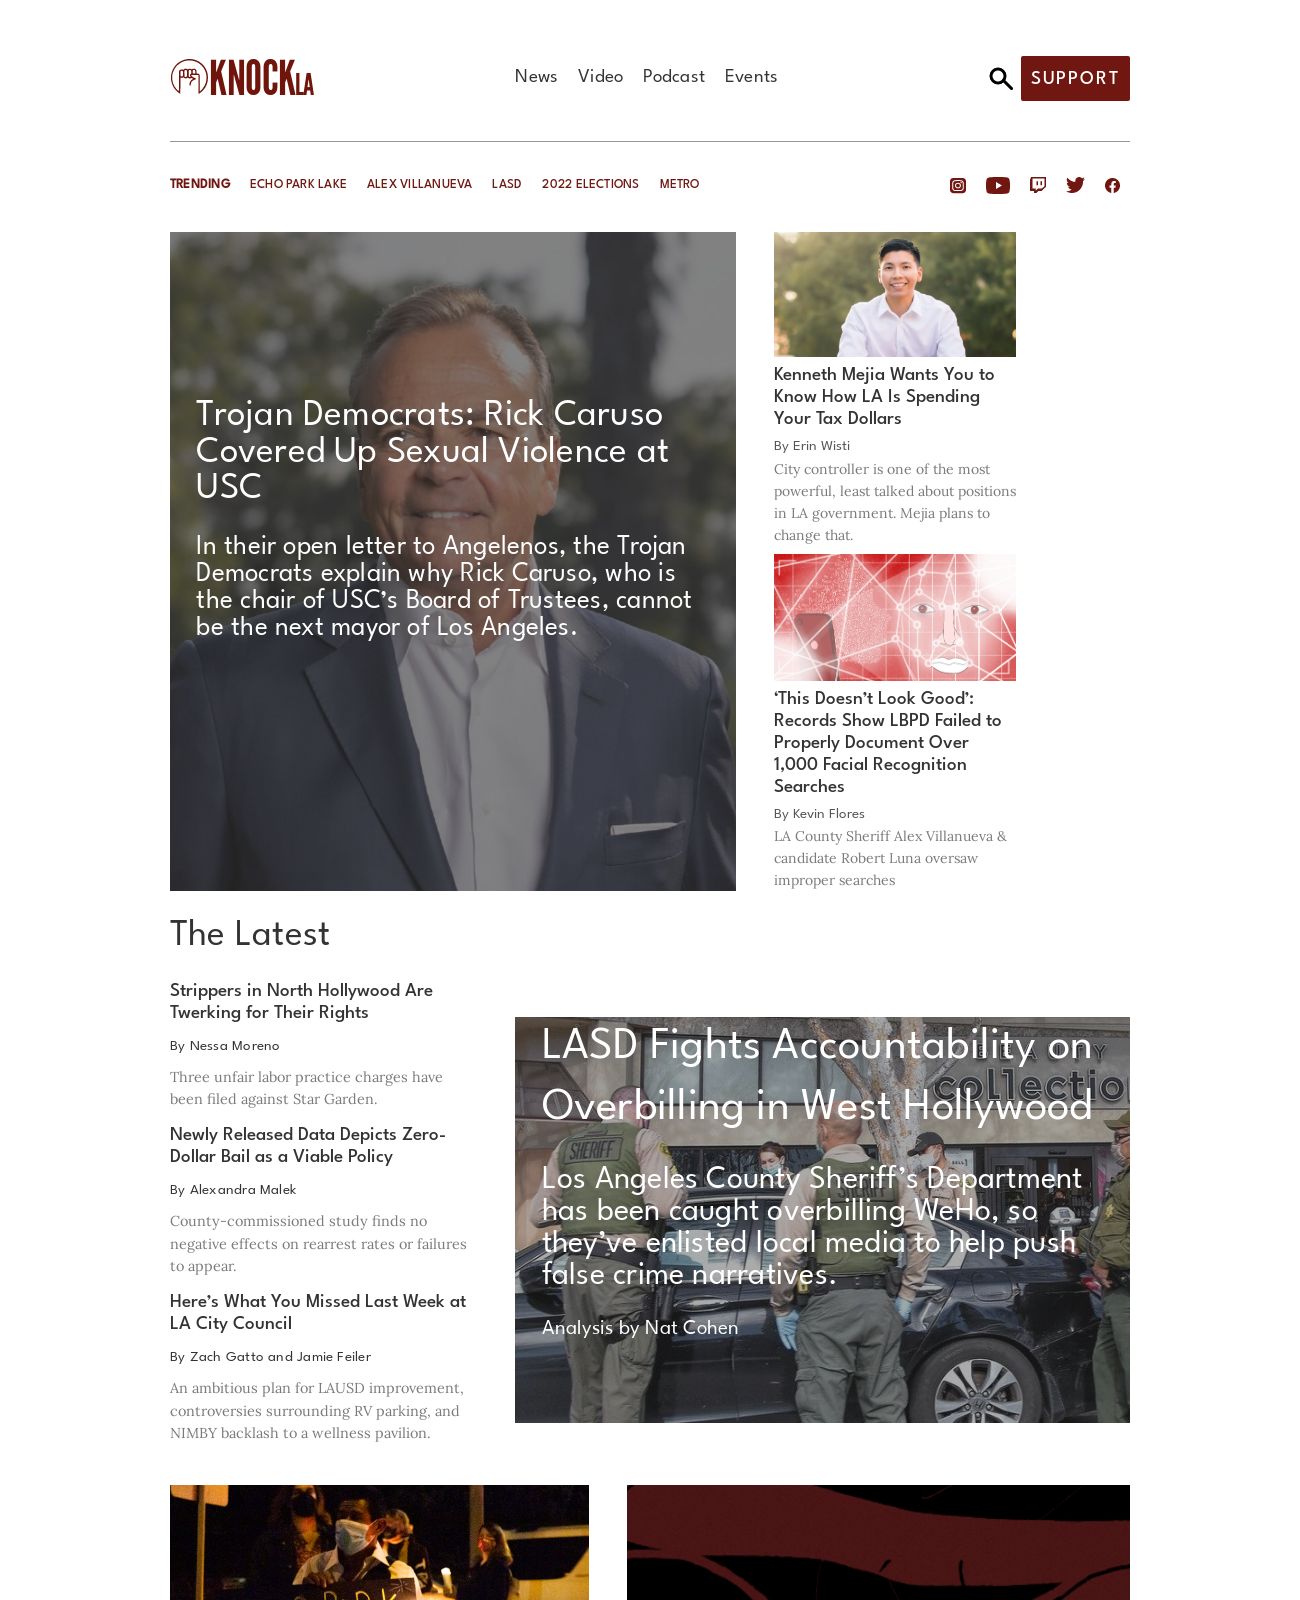 KNOCK LA
News Video Podcast Events
SUPPORT
TRENDING ECHO PARK LAKE ALEX VILLANUEVA LASD 2022 ELECTIONS METRO
Trojan Democrats: Rick Caruso
Covered Up Sexual Violence at
USC
In their open letter to Angelenos, the Trojan
Democrats explain why Rick Caruso, who is
the chair of USC’s Board of Trustees, cannot
be the next mayor of Los Angeles.
Kenneth Mejia Wants You to
Know How LA Is Spending
Your Tax Dollars
By Erin Wisti
City controller is one of the most
powerful, least talked about positions
in LA government. Mejia plans to
change that.
‘This Doesn’t Look Good’:
Records Show LBPD Failed to
Properly Document Over
1,000 Facial Recognition
Searches
By Kevin Flores
LA County Sheriff Alex Villanueva &
candidate Robert Luna oversaw
improper searches
The Latest
Strippers in North Hollywood Are
Twerking for Their Rights
By Nessa Moreno
Three unfair labor practice charges have
been filed against Star Garden.
Newly Released Data Depicts Zero-
Dollar Bail as a Viable Policy
By Alexandra Malek
County-commissioned study finds no
negative effects on rearrest rates or failures
to appear.
Here’s What You Missed Last Week at
LA City Council
By Zach Gatto and Jamie Feiler
An ambitious plan for LAUSD improvement,
controversies surrounding RV parking, and
NIMBY backlash to a wellness pavilion.
LASD Fights Accountability on
Overbilling in West Hollywood
Los Angeles County Sheriff’s Department
has been caught overbilling WeHo, so
they’ve enlisted local media to help push
false crime narratives.
Analysis by Nat Cohen
BEAUTY
collection
SHERIFF
SHERIFF